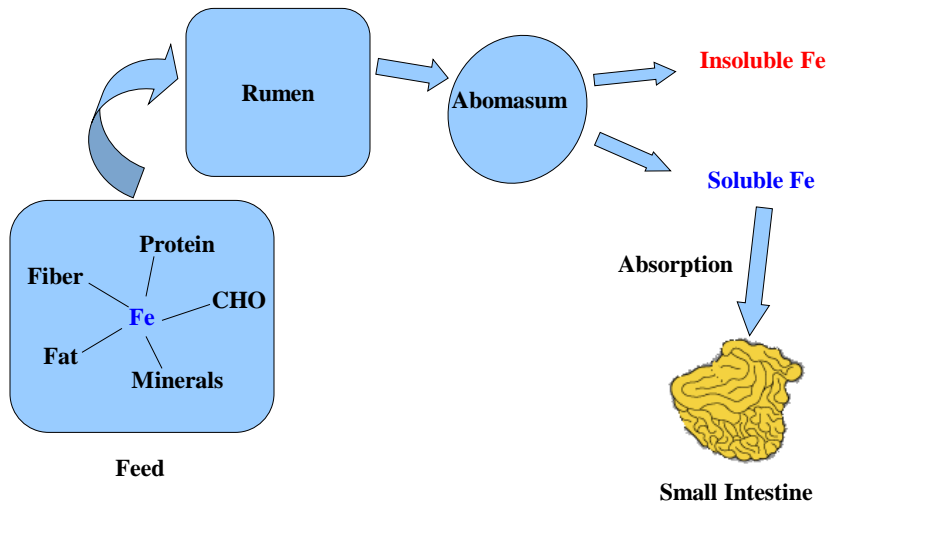 Rumen
Abomasum
Insoluble Fe
Soluble Fe
Absorption
Protein
Fiber
CHO
Fe
Fat
Minerals
Feed
Small Intestine